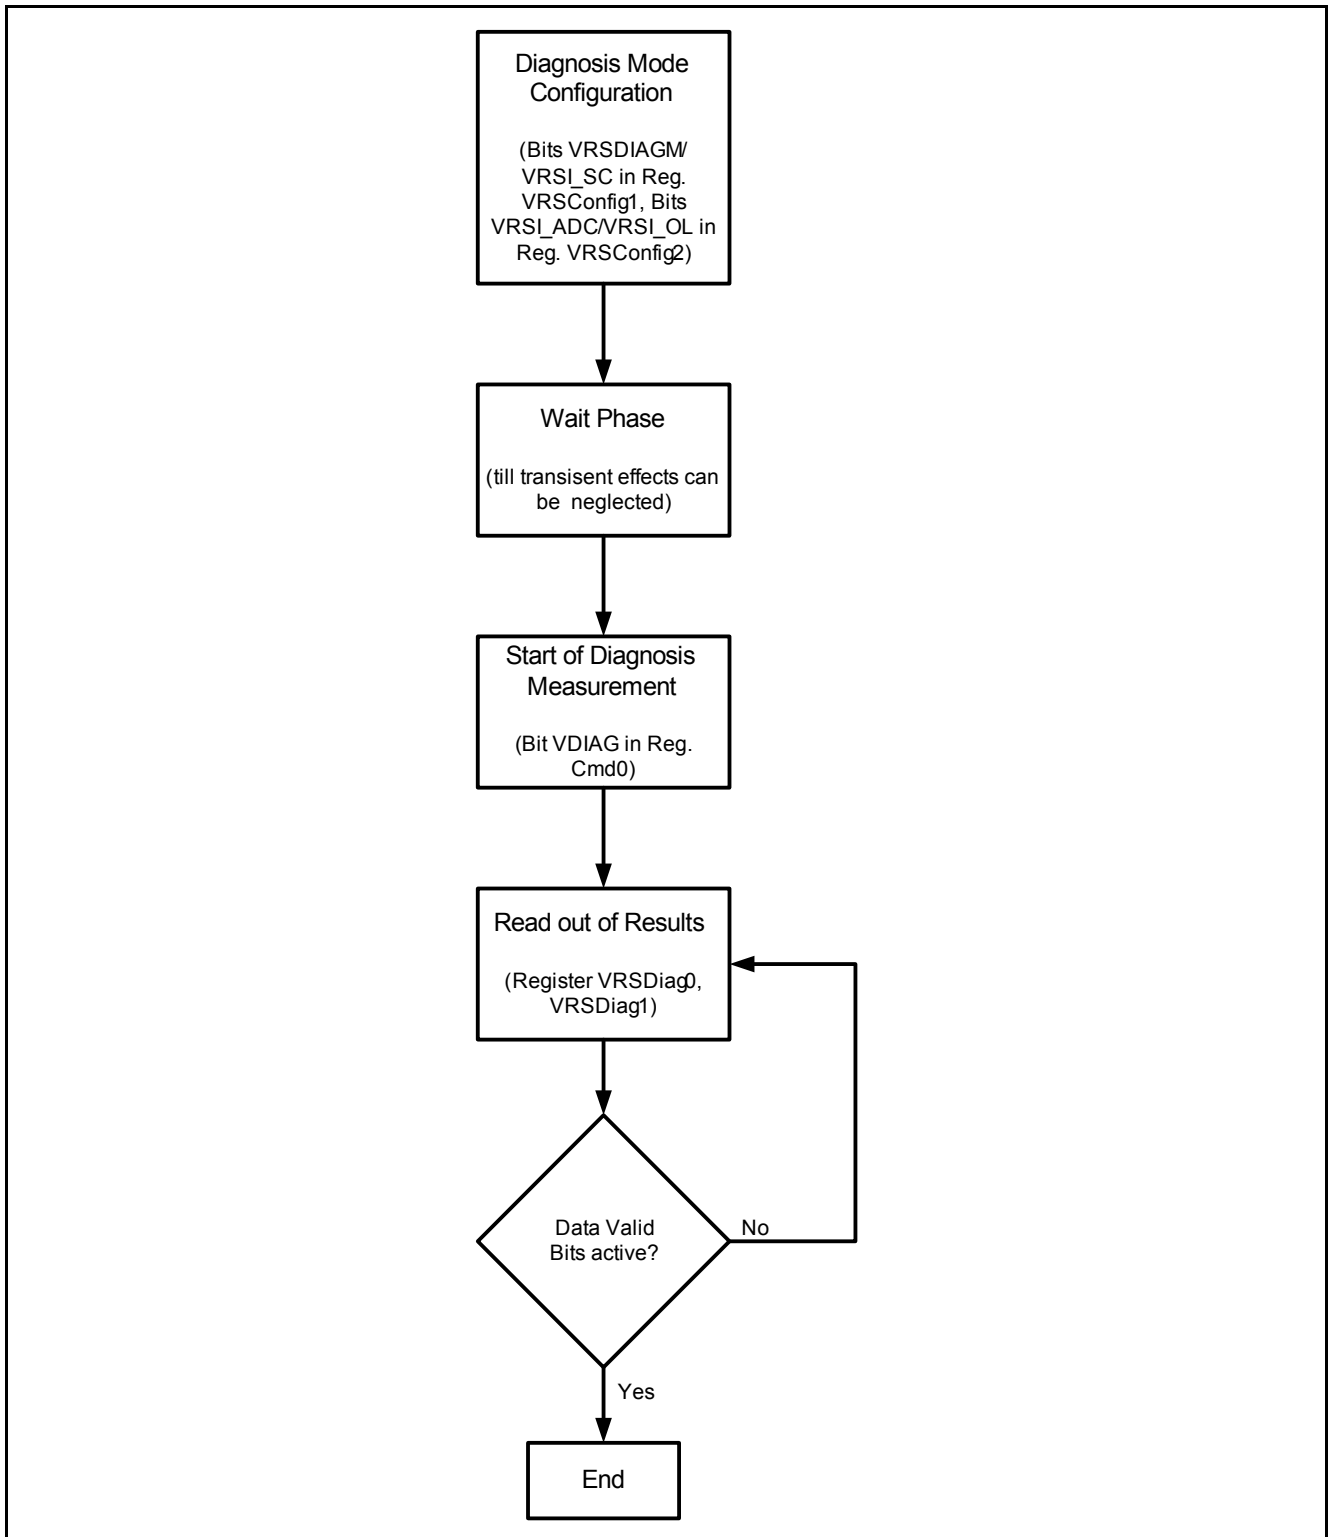 Diagnosis Mode
Configuration
(Bits VRSDIAGM/
VRSI_SC in Reg.
VRSConfig1, Bits
VRSI_ADC/VRSI_OL in
Reg. VRSConfig2)
Wait Phase
(till transisent effects can
be neglected)
Start of Diagnosis
Measurement
(Bit VDIAG in Reg.
Cmd0)
Read out of Results
(Register VRSDiag0,
VRSDiag1)
Data Valid
Bits active?
No
Yes
End